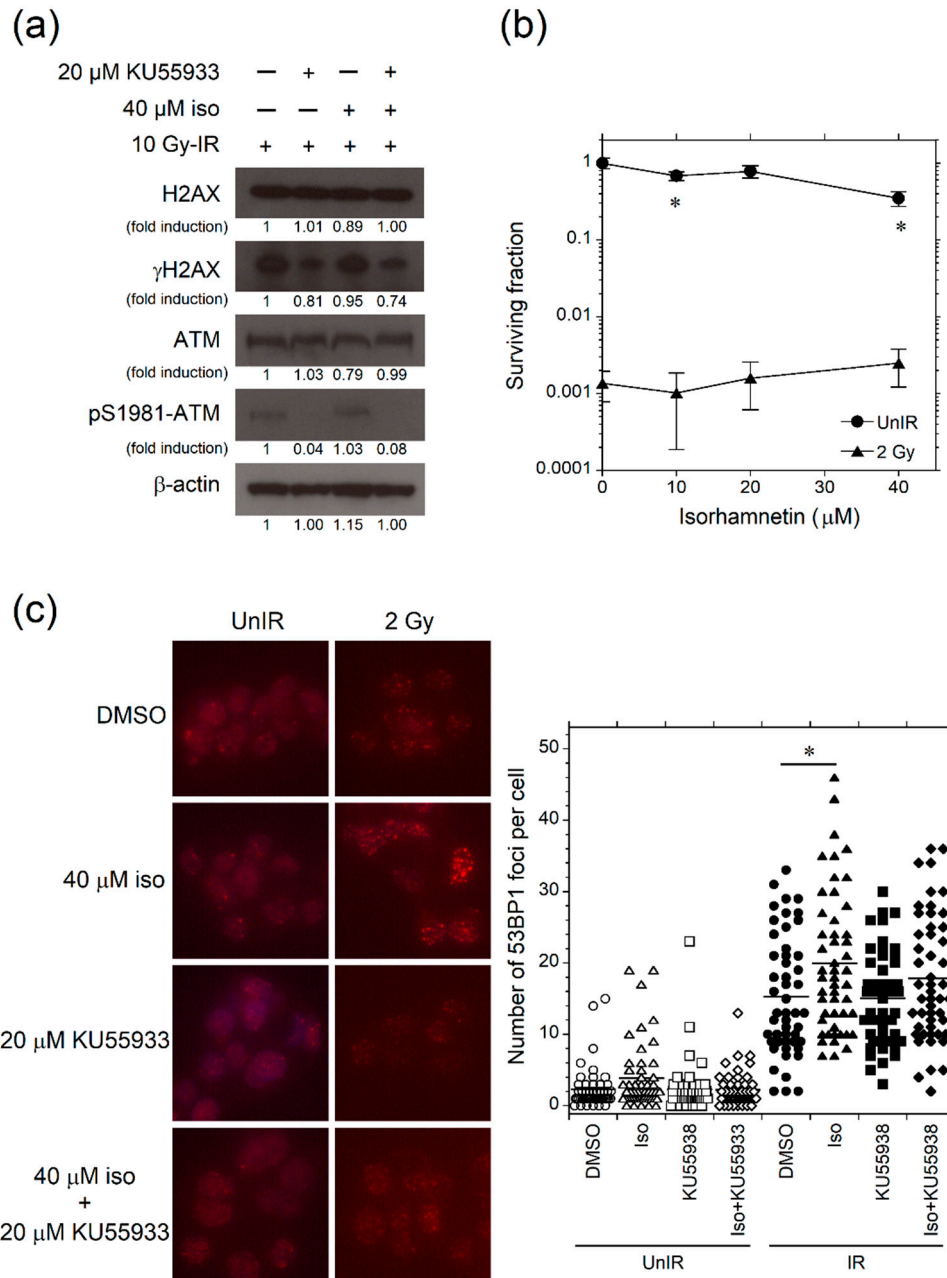 (a)
20 μM KU55933 — + — +
40 μM iso — — + +
10 Gy-IR + + + +
H2AX
(fold induction) 1 1.01 0.89 1.00
γH2AX
(fold induction) 1 0.81 0.95 0.74
ATM
(fold induction) 1 1.03 0.79 0.99
pS1981-ATM
(fold induction) 1 0.04 1.03 0.08
β-actin
1 1.00 1.15 1.00
(b)
Surviving fraction
1
0.1
0.01
0.001
0.0001
*
*
UnIR
2 Gy
0 10 20 30 40
Isorhamnetin (μM)
(c)
UnIR 2 Gy
DMSO
40 μM iso
20 μM KU55933
40 μM iso
+
20 μM KU55933
Number of 53BP1 foci per cell
50
40
30
20
10
0
*
DMSO
Iso
KU55938
Iso+KU55933
DMSO
Iso
KU55938
Iso+KU55938
UnIR
IR